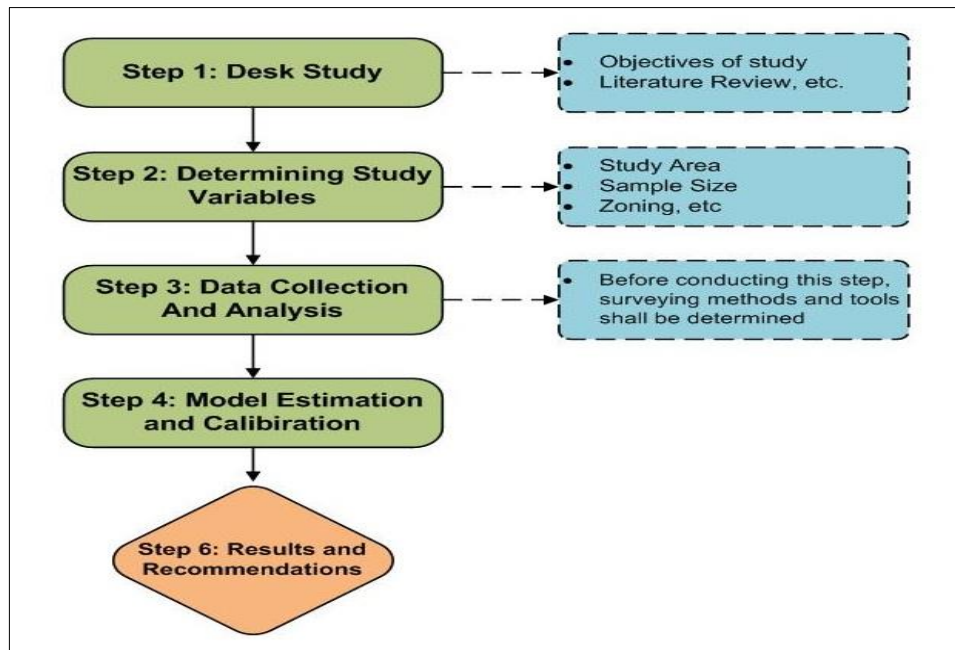 Step 1: Desk Study
• Objectives of study
• Literature Review, etc.
Step 2: Determining Study
Variables
• Study Area
• Sample Size
• Zoning, etc
Step 3: Data Collection
And Analysis
• Before conducting this step,
surveying methods and tools
shall be determined
Step 4: Model Estimation
and Calibiration
Step 6: Results and
Recommendations